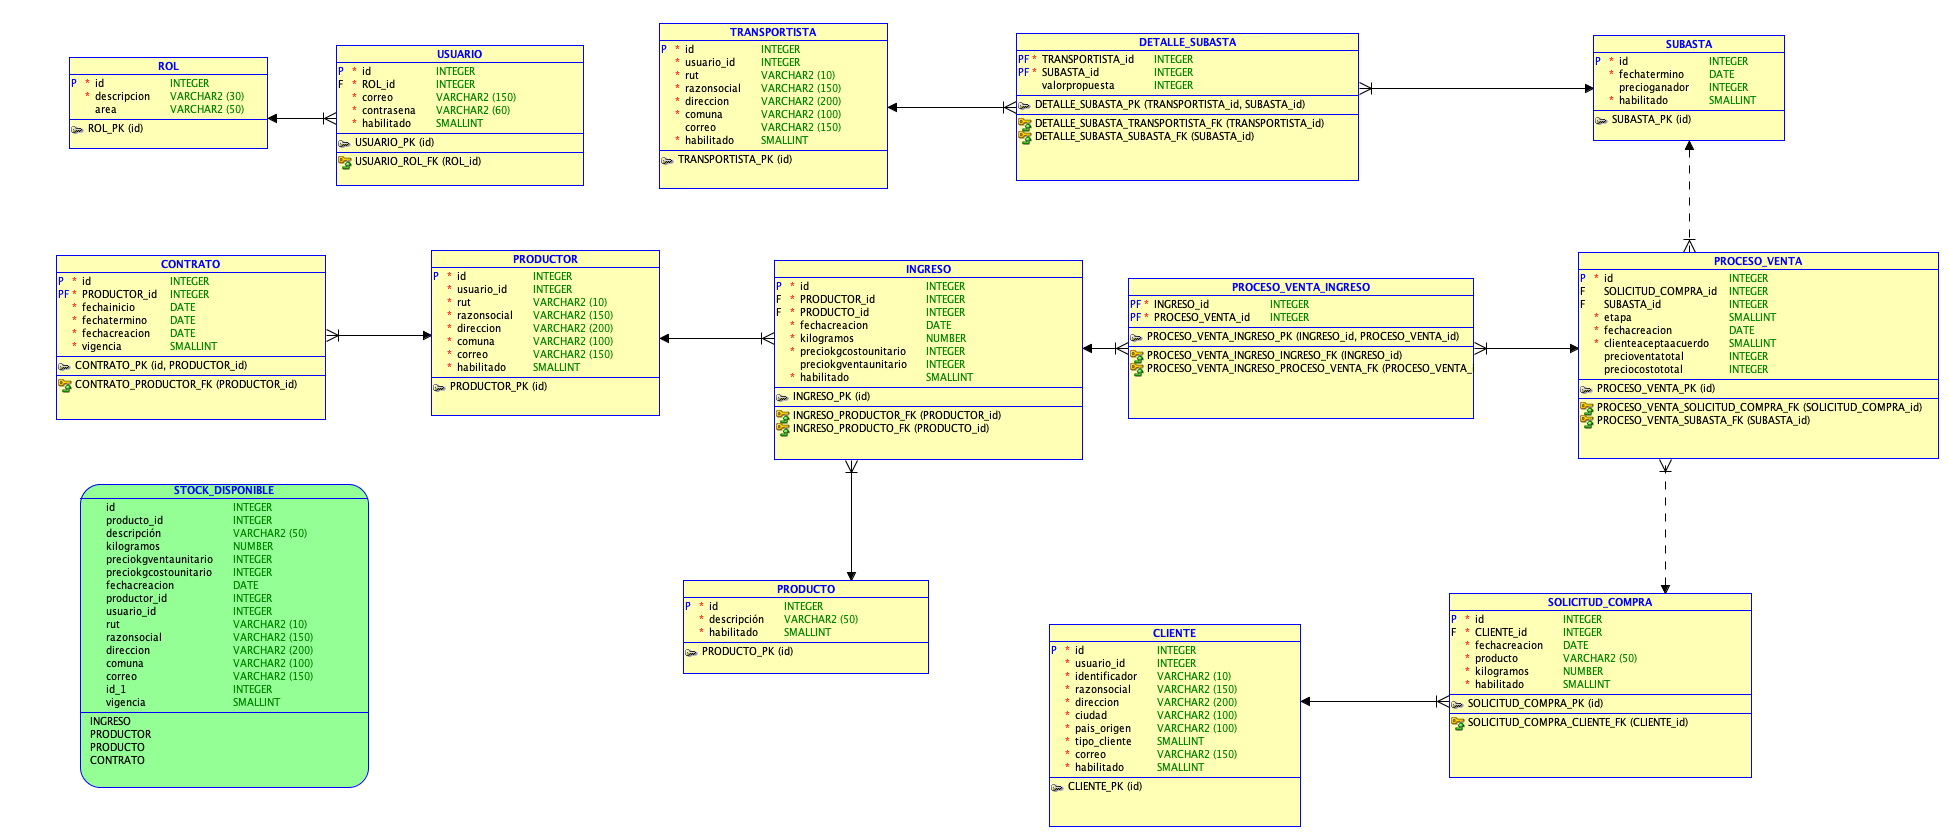 ROL
P * id INTEGER
* descripcion VARCHAR2 (30)
area VARCHAR2 (50)
ROL_PK (id)
USUARIO
P * id INTEGER
F * ROL_id INTEGER
* correo VARCHAR2 (150)
* contrasena VARCHAR2 (60)
* habilitado SMALLINT
USUARIO_PK (id)
USUARIO_ROL_FK (ROL_id)
TRANSPORTISTA
P * id INTEGER
* usuario_id INTEGER
* rut VARCHAR2 (10)
* razonsocial VARCHAR2 (150)
* direccion VARCHAR2 (200)
* comuna VARCHAR2 (100)
correo VARCHAR2 (150)
* habilitado SMALLINT
TRANSPORTISTA_PK (id)
DETALLE_SUBASTA
PF * TRANSPORTISTA_id INTEGER
PF * SUBASTA_id INTEGER
valorpropuesta INTEGER
DETALLE_SUBASTA_PK (TRANSPORTISTA_id, SUBASTA_id)
DETALLE_SUBASTA_TRANSPORTISTA_FK (TRANSPORTISTA_id)
DETALLE_SUBASTA_SUBASTA_FK (SUBASTA_id)
SUBASTA
P * id INTEGER
* fechatermino DATE
precioganador INTEGER
* habilitado SMALLINT
SUBASTA_PK (id)
CONTRATO
P * id INTEGER
PF * PRODUCTOR_id INTEGER
* fechainicio DATE
* fechatermino DATE
* fechacreacion DATE
* vigencia SMALLINT
CONTRATO_PK (id, PRODUCTOR_id)
CONTRATO_PRODUCTOR_FK (PRODUCTOR_id)
PRODUCTOR
P * id INTEGER
* usuario_id INTEGER
* rut VARCHAR2 (10)
* razonsocial VARCHAR2 (150)
* direccion VARCHAR2 (200)
* comuna VARCHAR2 (100)
* correo VARCHAR2 (150)
* habilitado SMALLINT
PRODUCTOR_PK (id)
INGRESO
P * id INTEGER
F * PRODUCTOR_id INTEGER
F * PRODUCTO_id INTEGER
* fechacreacion DATE
* kilogramos NUMBER
* preciokgcostounitario INTEGER
preciokgventaunitario INTEGER
* habilitado SMALLINT
INGRESO_PK (id)
INGRESO_PRODUCTOR_FK (PRODUCTOR_id)
INGRESO_PRODUCTO_FK (PRODUCTO_id)
PROCESO_VENTA_INGRESO
PF * INGRESO_id INTEGER
PF * PROCESO_VENTA_id INTEGER
PROCESO_VENTA_INGRESO_PK (INGRESO_id, PROCESO_VENTA_id)
PROCESO_VENTA_INGRESO_INGRESO_FK (INGRESO_id)
PROCESO_VENTA_INGRESO_PROCESO_VENTA_FK (PROCESO_VENTA_
PROCESO_VENTA
P * id INTEGER
F SOLICITUD_COMPRA_id INTEGER
F SUBASTA_id INTEGER
* etapa SMALLINT
* fechacreacion DATE
* clienteaceptaacuerdo SMALLINT
precioventatotal INTEGER
preciocostototal INTEGER
PROCESO_VENTA_PK (id)
PROCESO_VENTA_SOLICITUD_COMPRA_FK (SOLICITUD_COMPRA_id)
PROCESO_VENTA_SUBASTA_FK (SUBASTA_id)
STOCK_DISPONIBLE
id INTEGER
producto_id INTEGER
descripción VARCHAR2 (50)
kilogramos NUMBER
preciokgventaunitario INTEGER
preciokgcostounitario INTEGER
fechacreacion DATE
productor_id INTEGER
usuario_id INTEGER
rut VARCHAR2 (10)
razonsocial VARCHAR2 (150)
direccion VARCHAR2 (200)
comuna VARCHAR2 (100)
correo VARCHAR2 (150)
id_1 INTEGER
vigencia SMALLINT
INGRESO
PRODUCTOR
PRODUCTO
CONTRATO
PRODUCTO
P * id INTEGER
* descripción VARCHAR2 (50)
* habilitado SMALLINT
PRODUCTO_PK (id)
CLIENTE
P * id INTEGER
* usuario_id INTEGER
* identificador VARCHAR2 (10)
* razonsocial VARCHAR2 (150)
* direccion VARCHAR2 (200)
* ciudad VARCHAR2 (100)
* pais_origen VARCHAR2 (100)
* tipo_cliente SMALLINT
* correo VARCHAR2 (150)
* habilitado SMALLINT
CLIENTE_PK (id)
SOLICITUD_COMPRA
P * id INTEGER
F * CLIENTE_id INTEGER
* fechacreacion DATE
* producto VARCHAR2 (50)
* kilogramos NUMBER
* habilitado SMALLINT
SOLICITUD_COMPRA_PK (id)
SOLICITUD_COMPRA_CLIENTE_FK (CLIENTE_id)